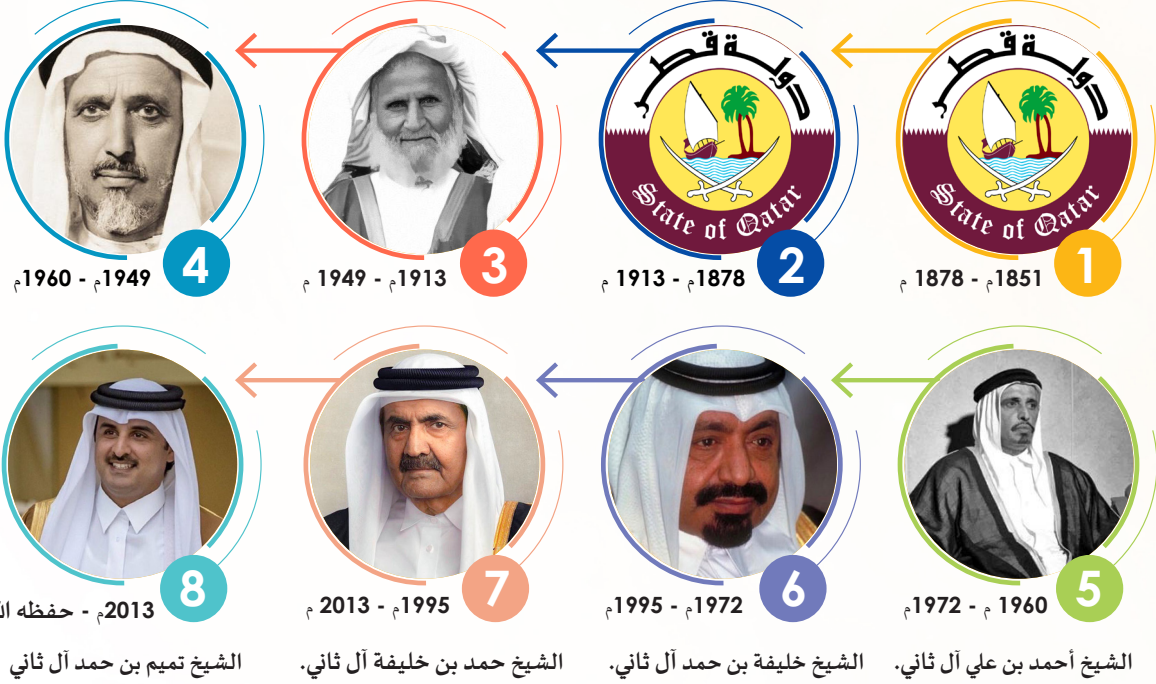 دولة قطر
State of Qatar
1
1851م - 1878 م
دولة قطر
State of Qatar
2
1878م - 1913 م
3
1913م - 1949 م
4
1949م - 1960م
5
1960 م - 1972م
الشيخ أحمد بن علي آل ثاني.
6
1972م - 1995م
الشيخ خليفة بن حمد آل ثاني.
7
1995م - 2013 م
الشيخ حمد بن خليفة آل ثاني.
8
2013م - حفظه
الشيخ تميم بن حمد آل ثاني